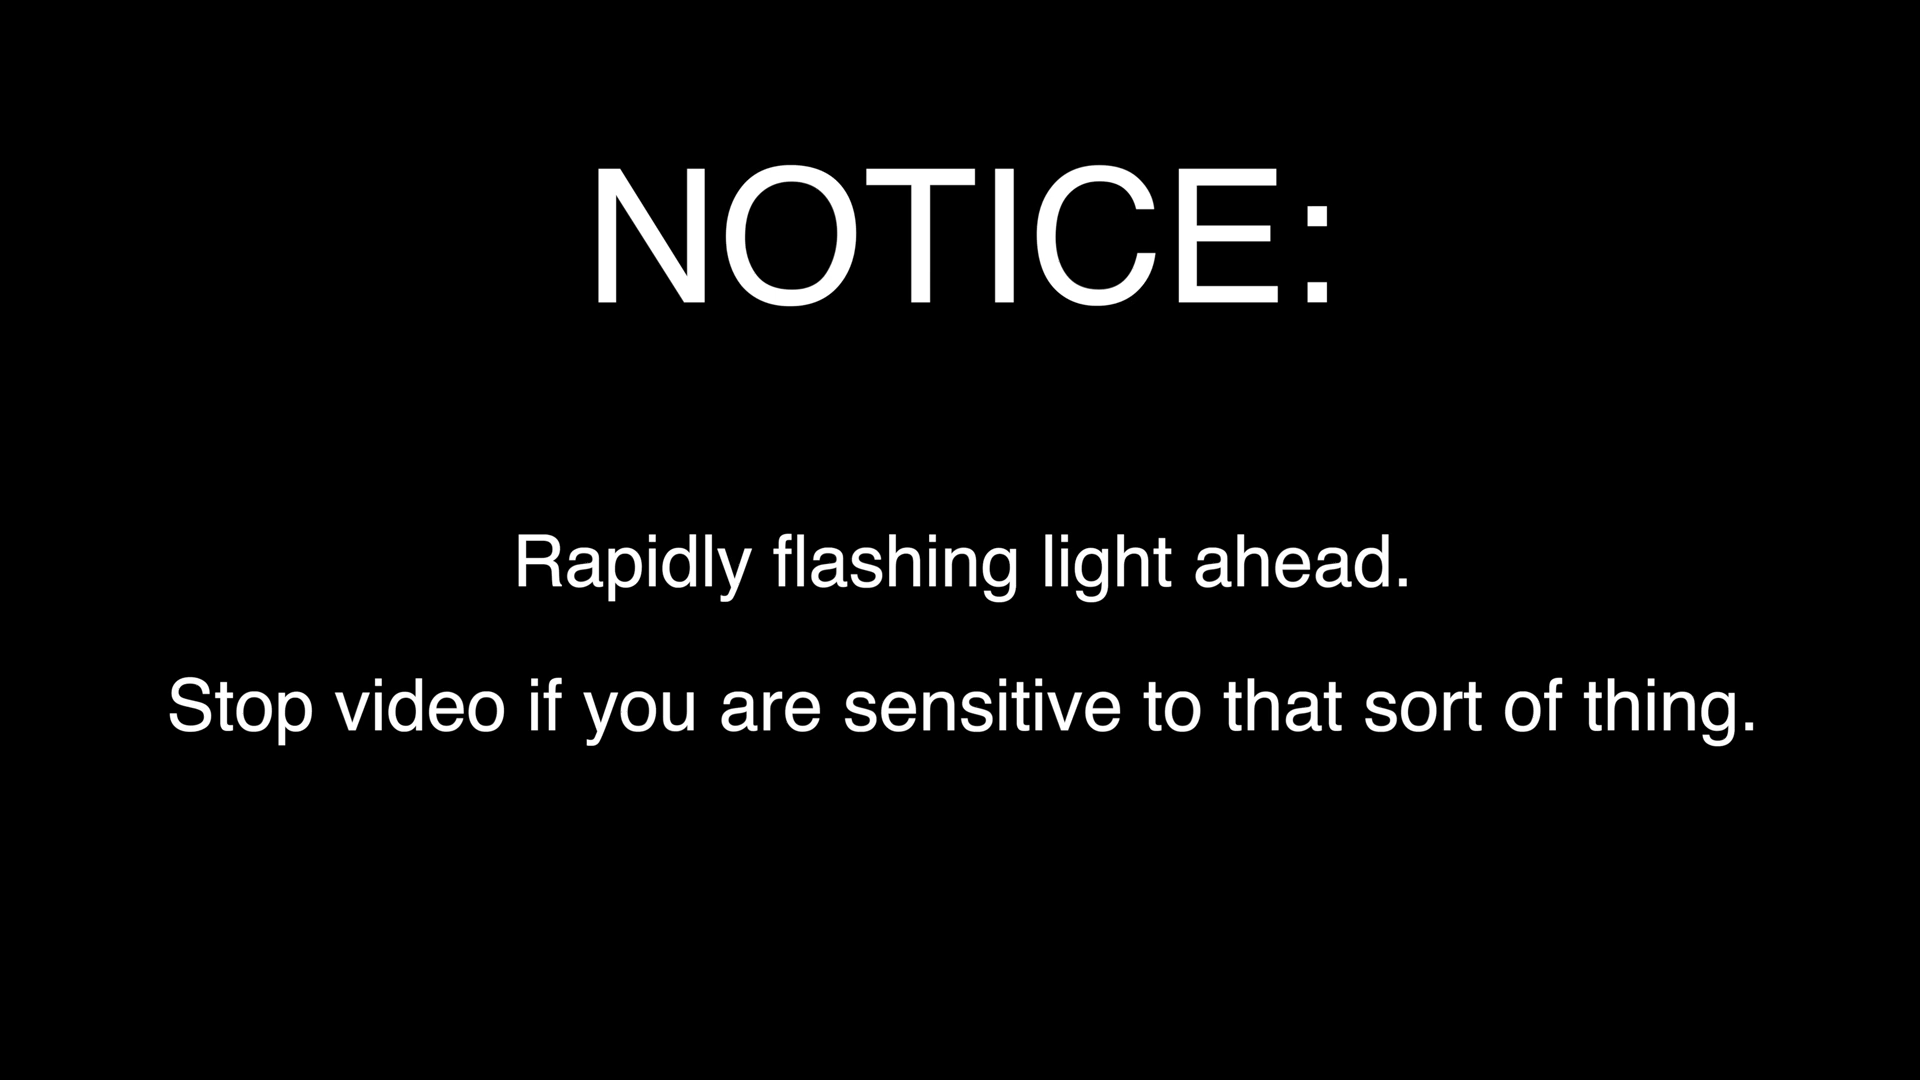 NOTICE:
Rapidly flashing light ahead.
Stop video if you are sensitive to that sort of thing.